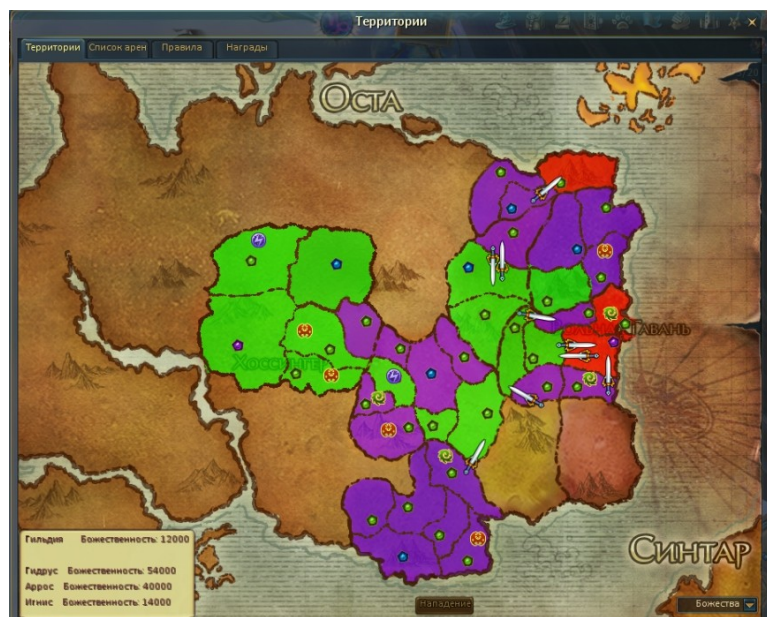 Территории
Территории
Список арен
Правила
Награды
Оста
Гавань
Синтар
Гильдия Божественность: 12000
Гидрус Божественность: 54000
Аррос Божественность: 40000
Игнис Божественность: 14000
Нападение
Божества